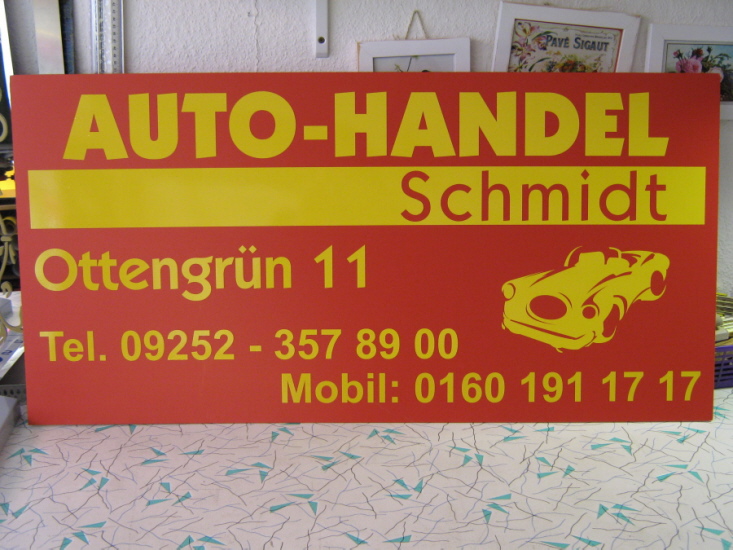 PAVÉ SIGAUT
AUTO-HANDEL
Schmidt
Ottengrün 11
Tel. 09252 - 357 89 00
Mobil: 0160 191 17 17